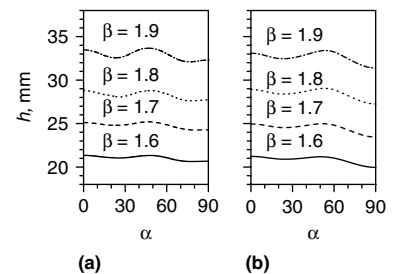 h, mm
35
30
25
20
β = 1.9
β = 1.8
β = 1.7
β = 1.6
0 30 60 90
α
(a)
β = 1.9
β = 1.8
β = 1.7
β = 1.6
0 30 60 90
α
(b)